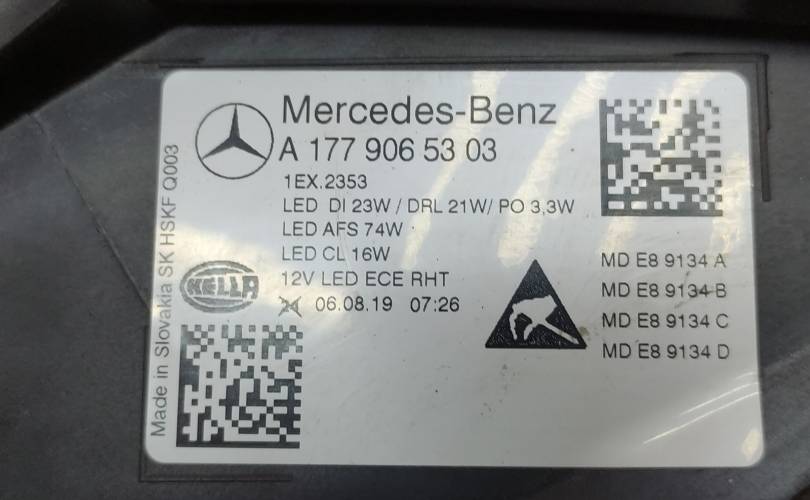 Mercedes-Benz
A 177 906 53 03
1EX.2353
LED DI 23W / DRL 21W/ PO 3,3W
LED AFS 74W
LED CL 16W
12V LED ECE RHT
06.08.19 07:26
HELLA
Made in Slovakia SK HSKF Q003
MD E8 9134 A
MD E8 9134 B
MD E8 9134 C
MD E8 9134 D